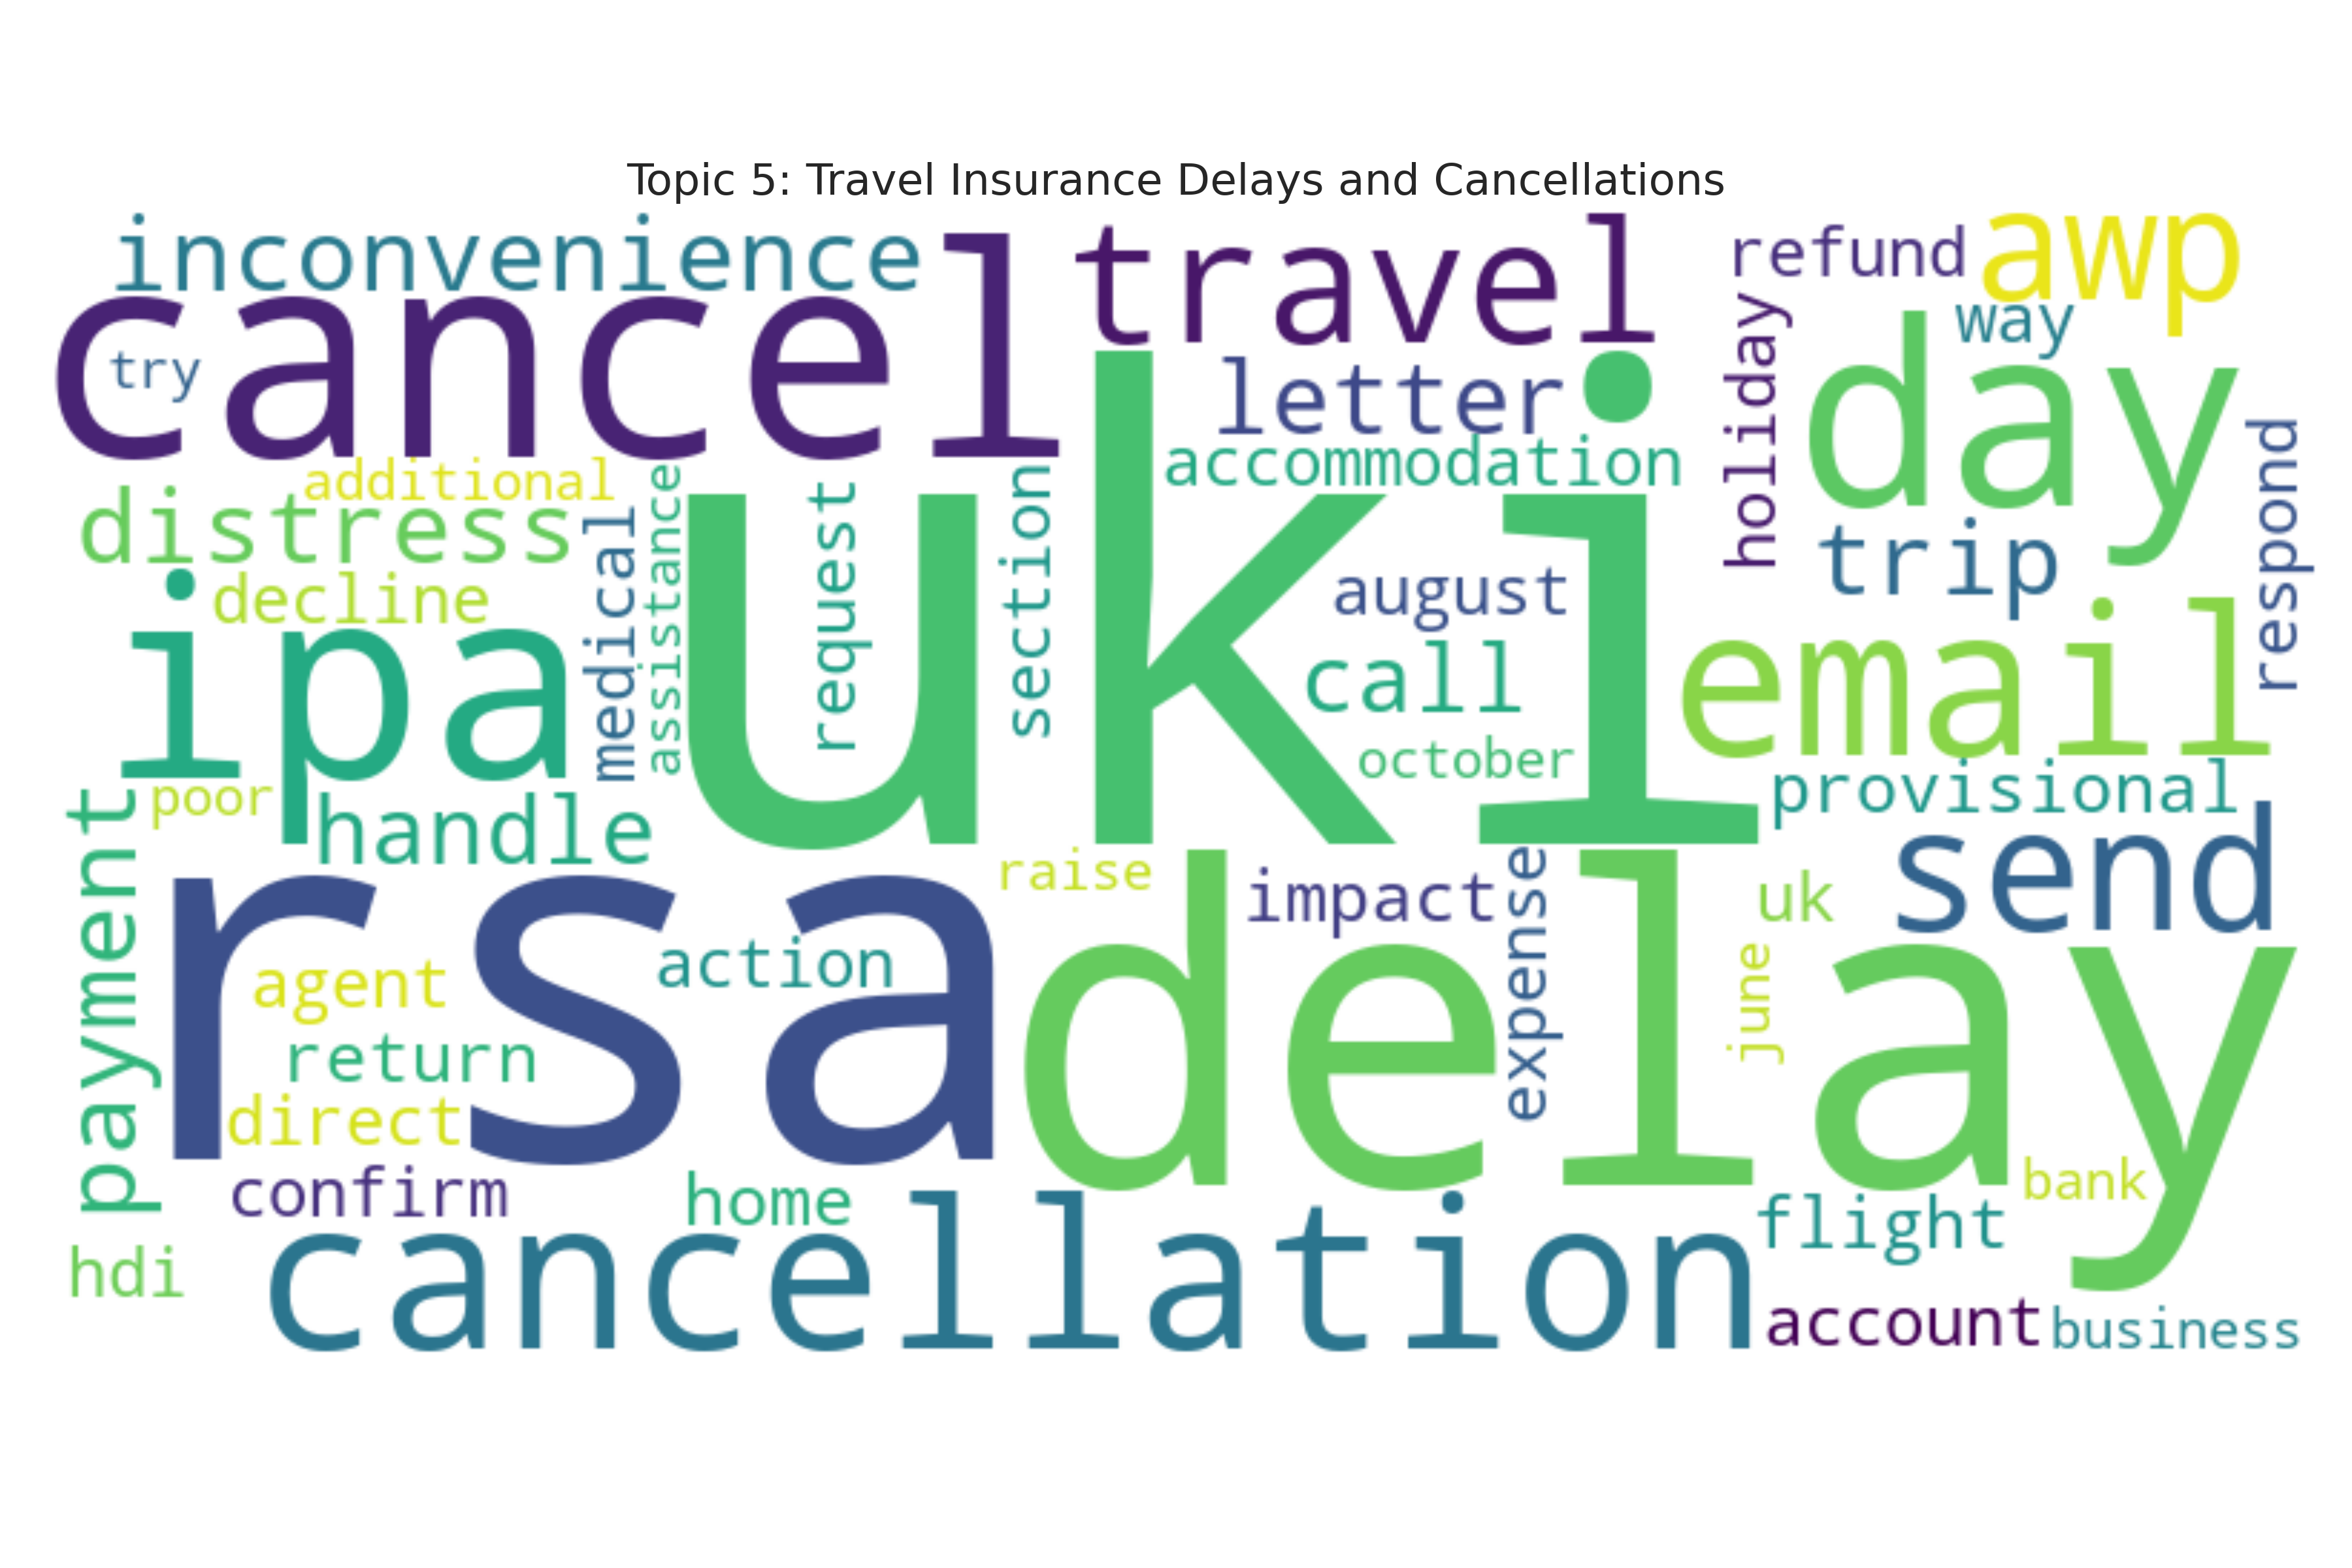 Topic 5: Travel Insurance Delays and Cancellations
inconvenience
cancel
travel
refund
awp
way
try
letter
holiday
day
accommodation
respond
additional
distress
medical
assistance
request
section
uki
august
trip
decline
ipa
call
email
october
provisional
poor
handle
payment
rsa
raise
delay
impact
expense
uk
send
action
agent
june
return
direct
confirm
home
bank
flight
hdi
cancellation
account
business